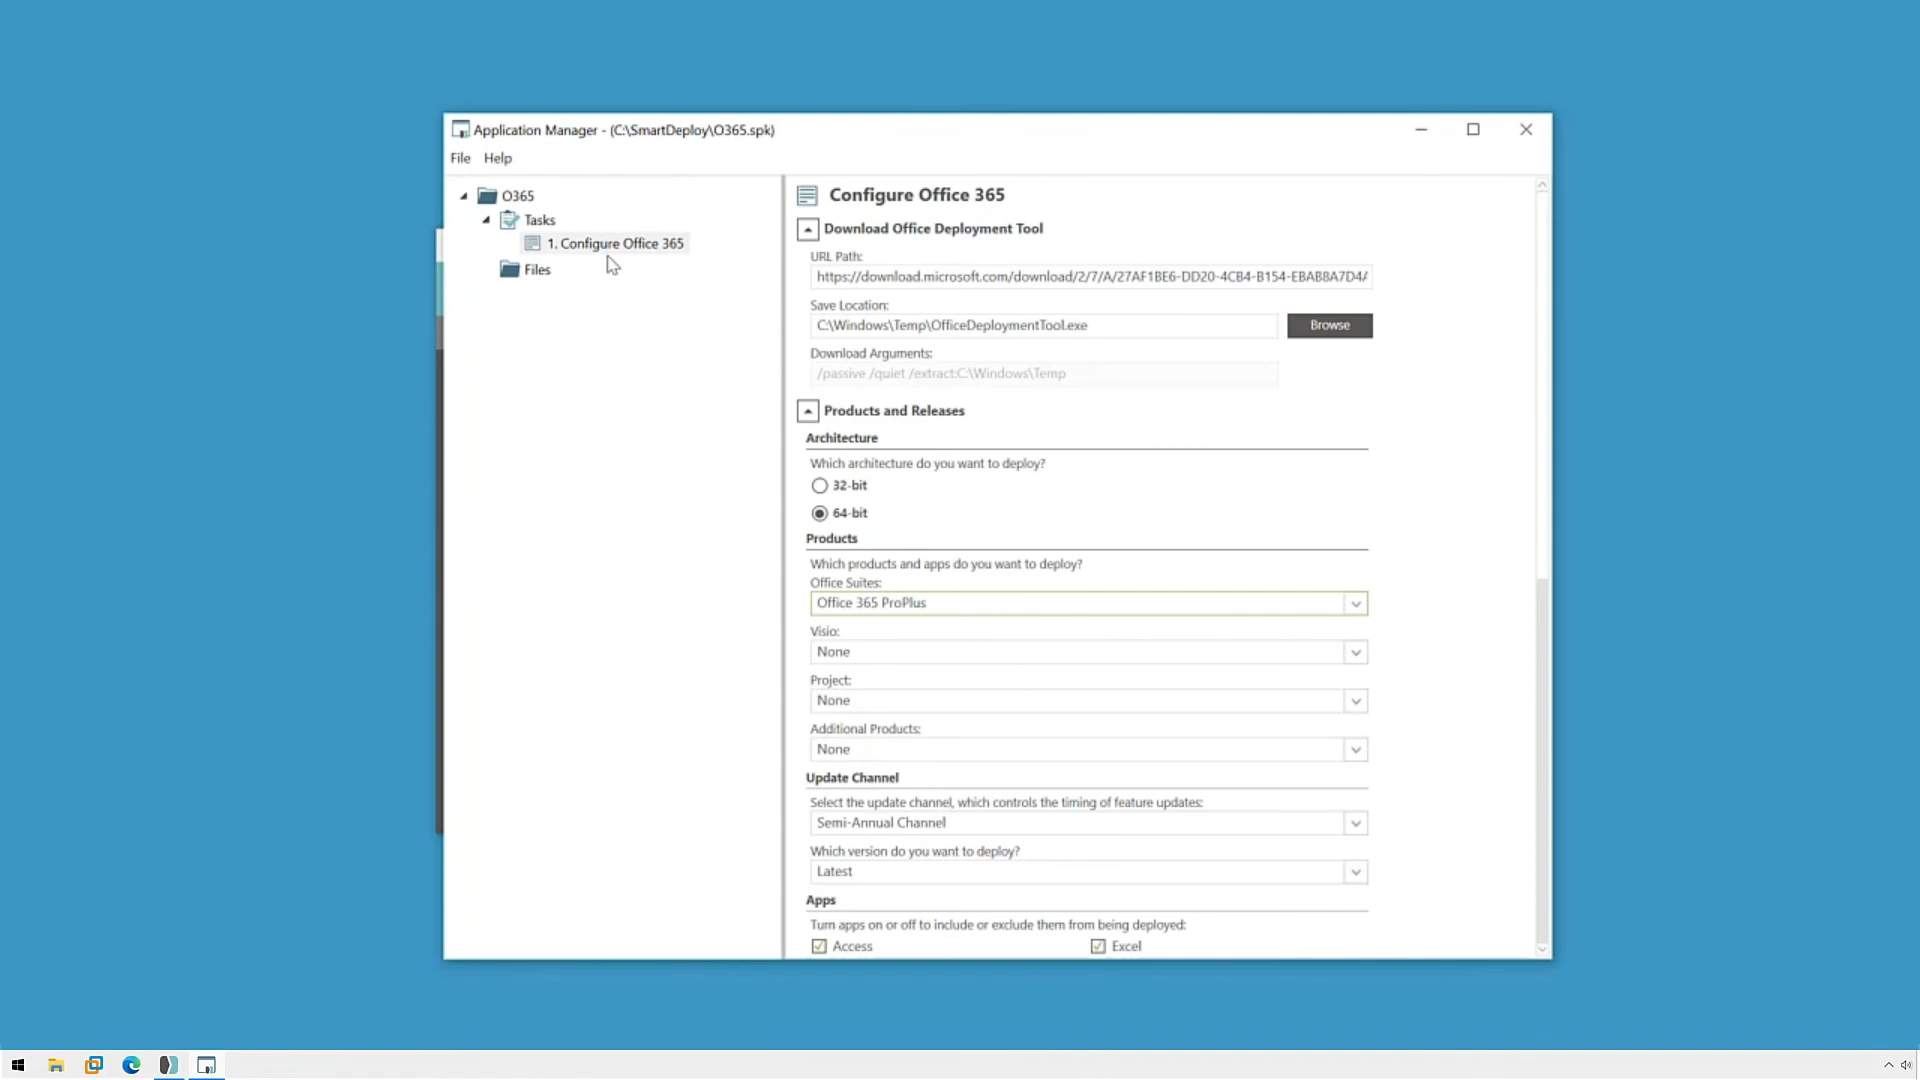 Application Manager - (C:\SmartDeploy\O365.spk)
File Help
O365
Tasks
1. Configure Office 365
Files
Configure Office 365
Download Office Deployment Tool
URL Path:
https://download.microsoft.com/download/2/7/A/27AF1BE6-DD20-4CB4-B154-EBAB8A7D4A
Save Location:
C:\Windows\Temp\OfficeDeploymentTool.exe
Browse
Download Arguments:
/passive /quiet /extract:C:\Windows\Temp
Products and Releases
Architecture
Which architecture do you want to deploy?
32-bit
64-bit
Products
Which products and apps do you want to deploy?
Office Suites:
Office 365 ProPlus
Visio:
None
Project:
None
Additional Products:
None
Update Channel
Select the update channel, which controls the timing of feature updates:
Semi-Annual Channel
Which version do you want to deploy?
Latest
Apps
Turn apps on or off to include or exclude them from being deployed:
Access Excel